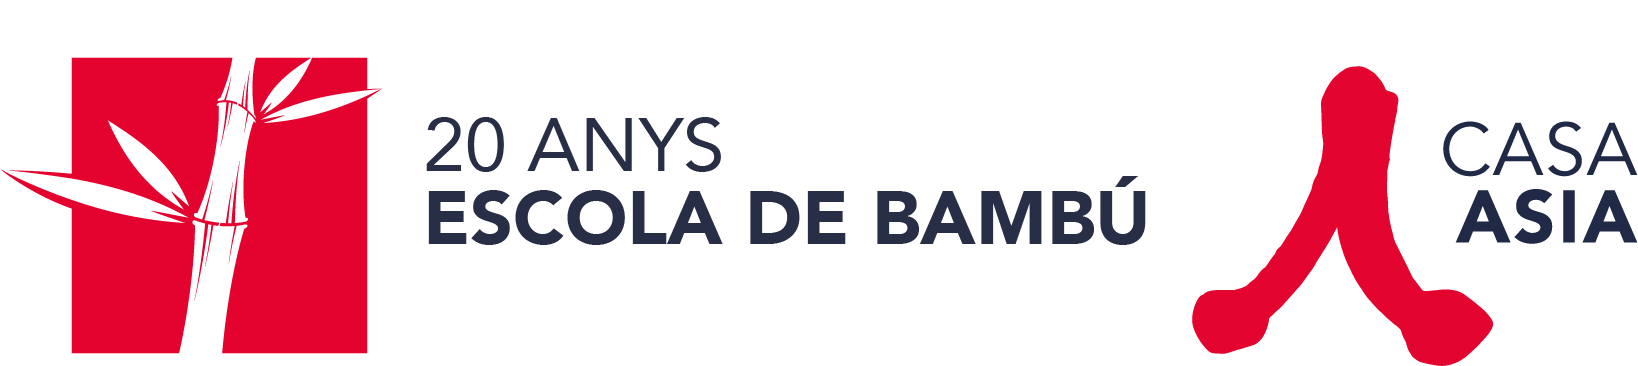 20 ANYS
ESCOLA DE BAMBÚ
CASA
ASIA